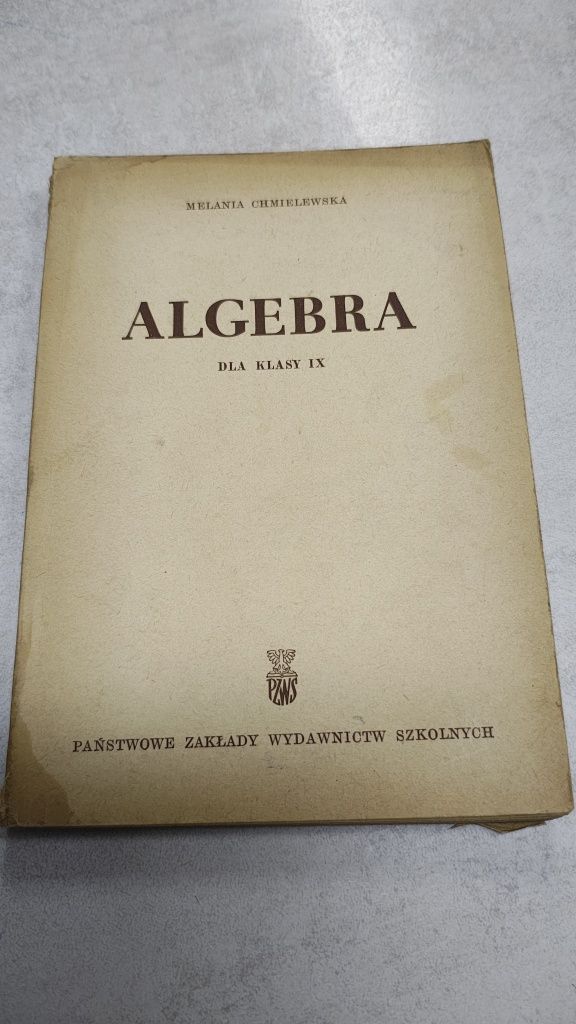 MELANIA CHMIELEWSKA
ALGEBRA
DLA KLASY IX
PZWS
PAŃSTWOWE ZAKŁADY WYDAWNICTW SZKOLNYCH